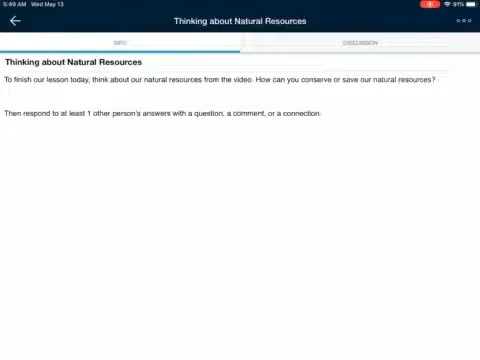 5:49 AM Wed May 13
91%
Thinking about Natural Resources
INFO
DISCUSSION
Thinking about Natural Resources
To finish our lesson today, think about our natural resources from the video. How can you conserve or save our natural resources?
Then respond to at least 1 other person's answers with a question, a comment, or a connection.